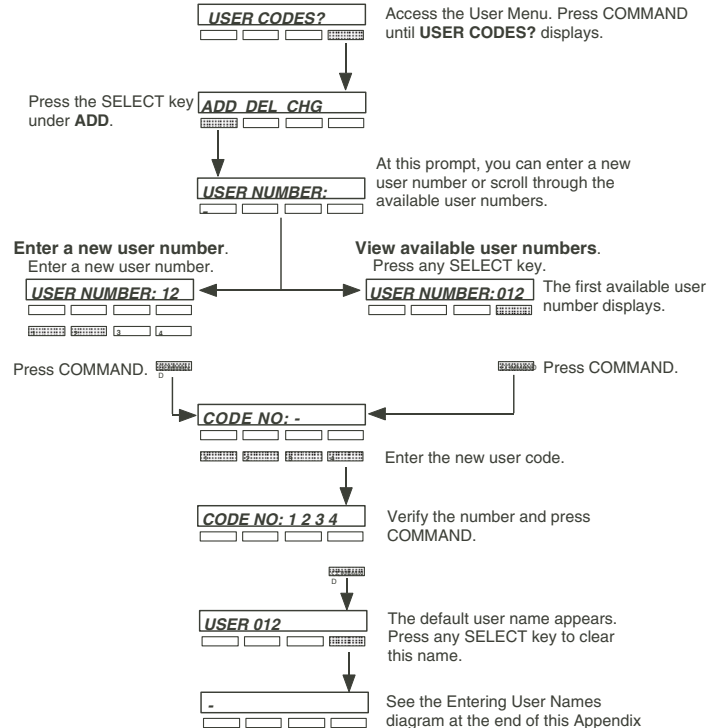 USER CODES?
Access the User Menu. Press COMMAND
until USER CODES? displays.
Press the SELECT key
under ADD.
ADD DEL CHG
At this prompt, you can enter a new
user number or scroll through the
available user numbers.
USER NUMBER:
-
Enter a new user number.
Enter a new user number.
USER NUMBER: 12
3
4
View available user numbers.
Press any SELECT key.
USER NUMBER: 012
The first available user
number displays.
Press COMMAND.
D
Press COMMAND.
CODE NO: -
Enter the new user code.
CODE NO: 1 2 3 4
Verify the number and press
COMMAND.
D
USER 012
The default user name appears.
Press any SELECT key to clear
this name.
-
See the Entering User Names
diagram at the end of this Appendix